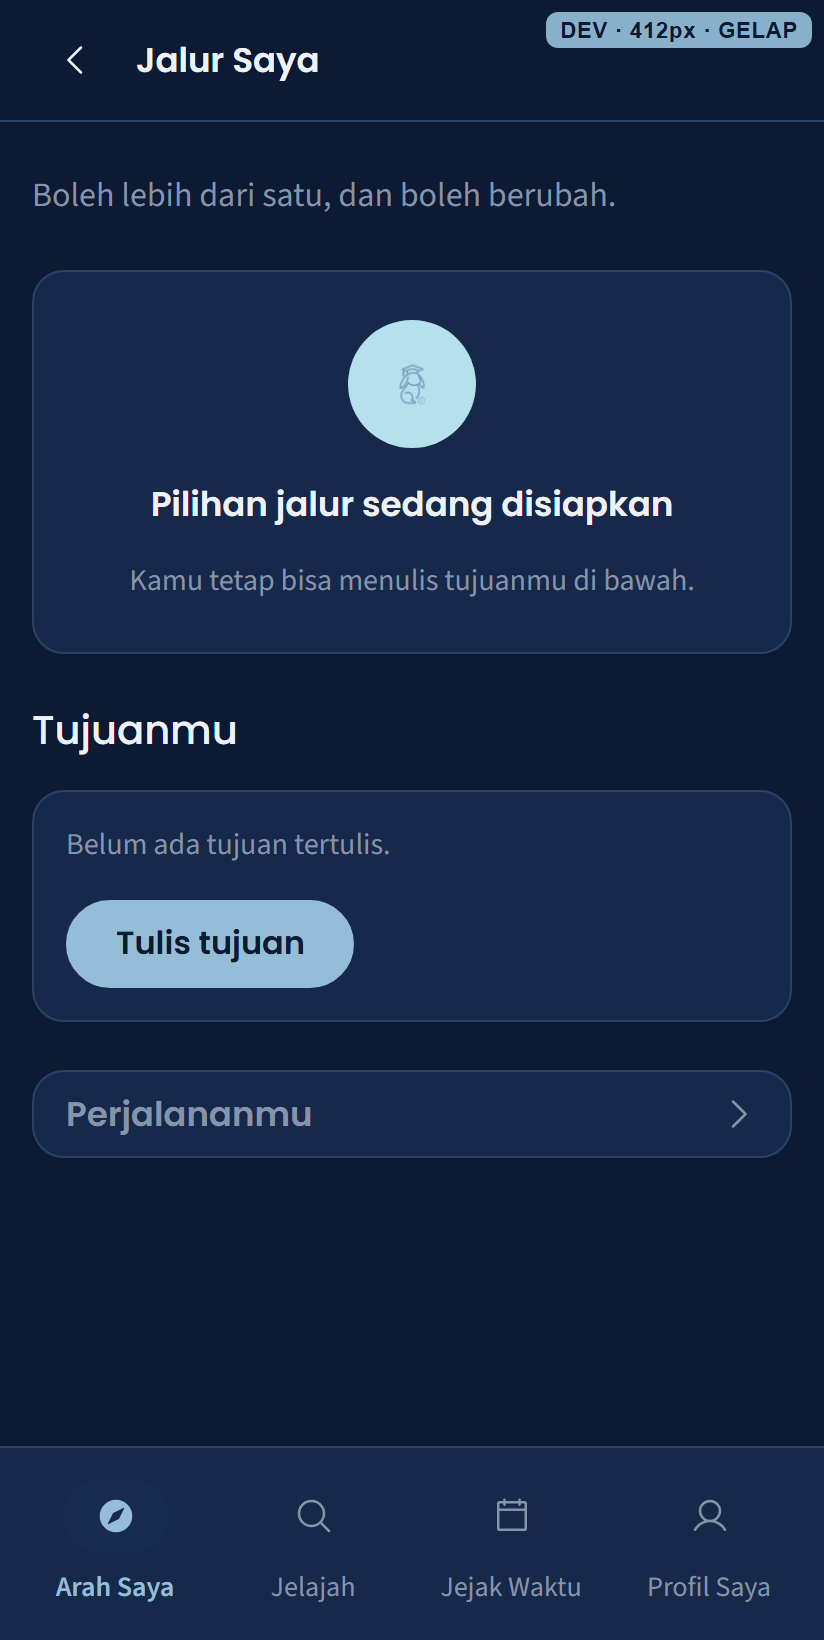 DEV · 412px · GELAP
Jalur Saya
Boleh lebih dari satu, dan boleh berubah.
Pilihan jalur sedang disiapkan
Kamu tetap bisa menulis tujuanmu di bawah.
Tujuanmu
Belum ada tujuan tertulis.
Tulis tujuan
Perjalananmu
Arah Saya
Jelajah
Jejak Waktu
Profil Saya